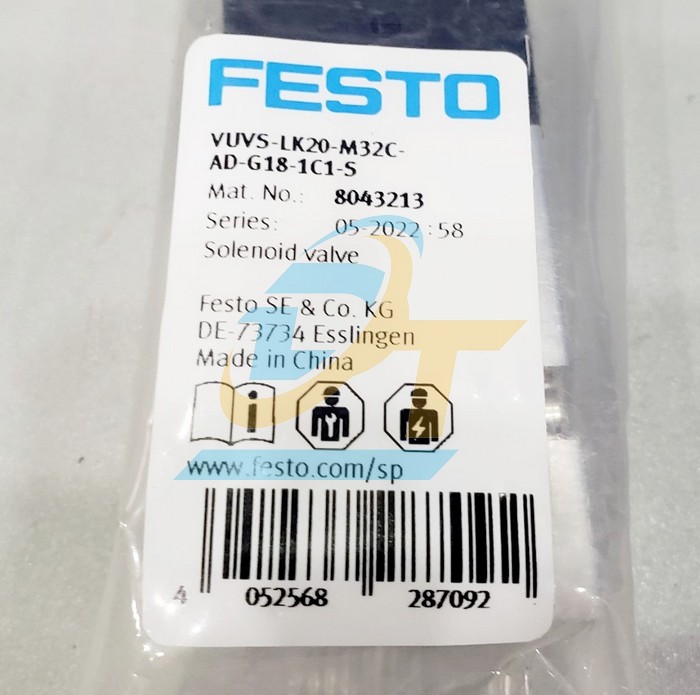 FESTO
VUVS-LK20-M32C-
AD-G18-1C1-S
Mat. No.: 8043213
Series: 05-2022 : 58
Solenoid valve
Festo SE & Co. KG
DE-73734 Esslingen
Made in China
www.festo.com/sp
4 052568 287092